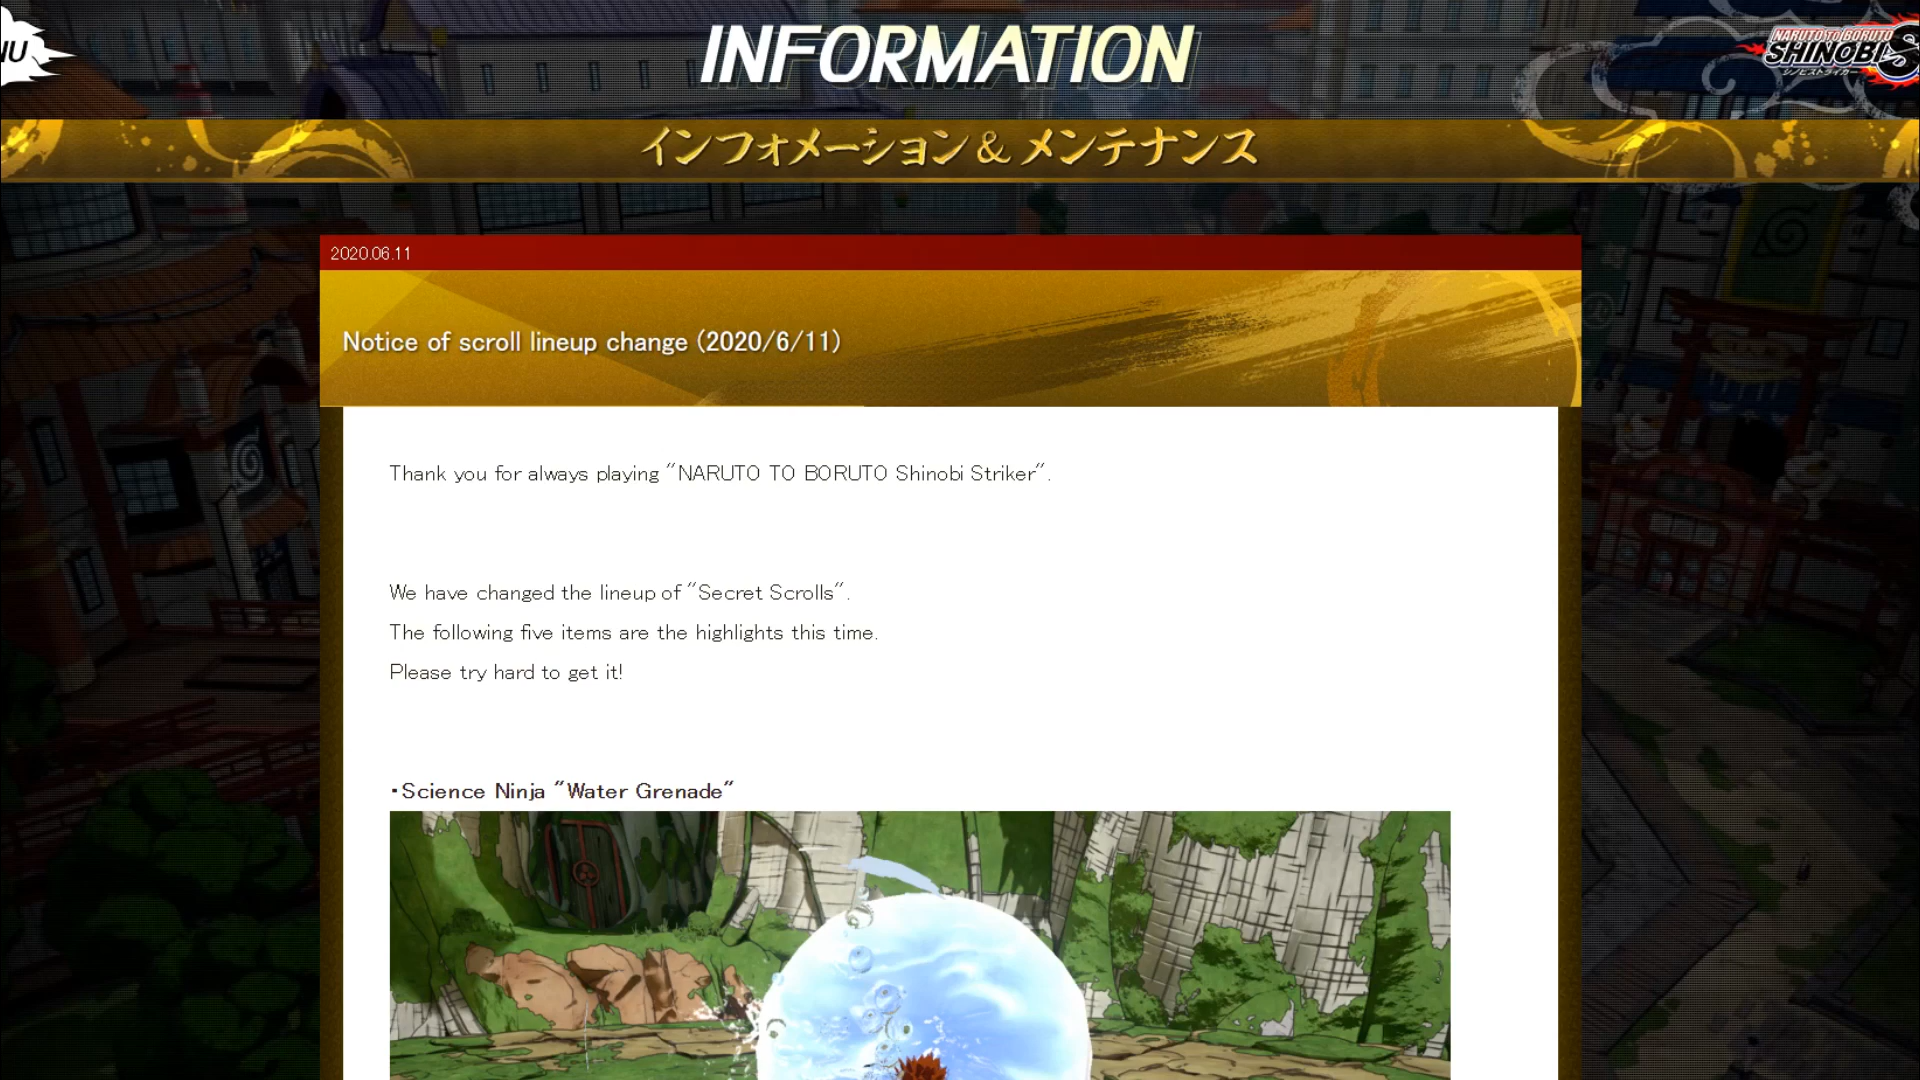 NU
INFORMATION
NARUTO TO BORUTO
SHINOBI S
シノビストライカー
インフォメーション&メンテナンス
2020.06.11
Notice of scroll lineup change (2020/6/11)
Thank you for always playing "NARUTO TO BORUTO Shinobi Striker".
We have changed the lineup of "Secret Scrolls".
The following five items are the highlights this time.
Please try hard to get it!
・Science Ninja "Water Grenade"